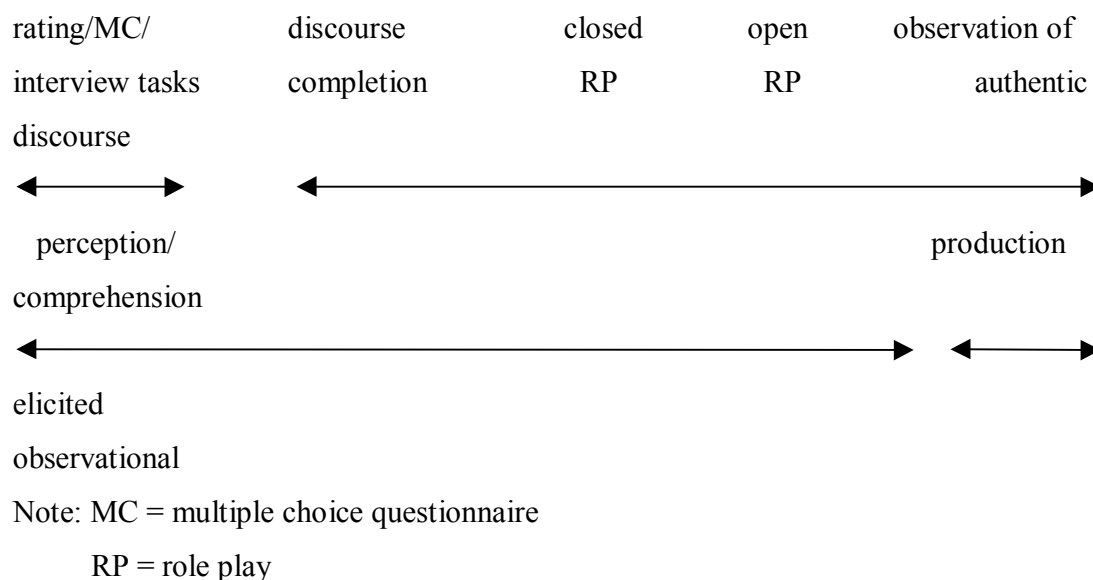 rating/MC/ discourse closed open observation of
interview tasks completion RP RP authentic
discourse
perception/ production
comprehension
elicited
observational
Note: MC = multiple choice questionnaire
RP = role play